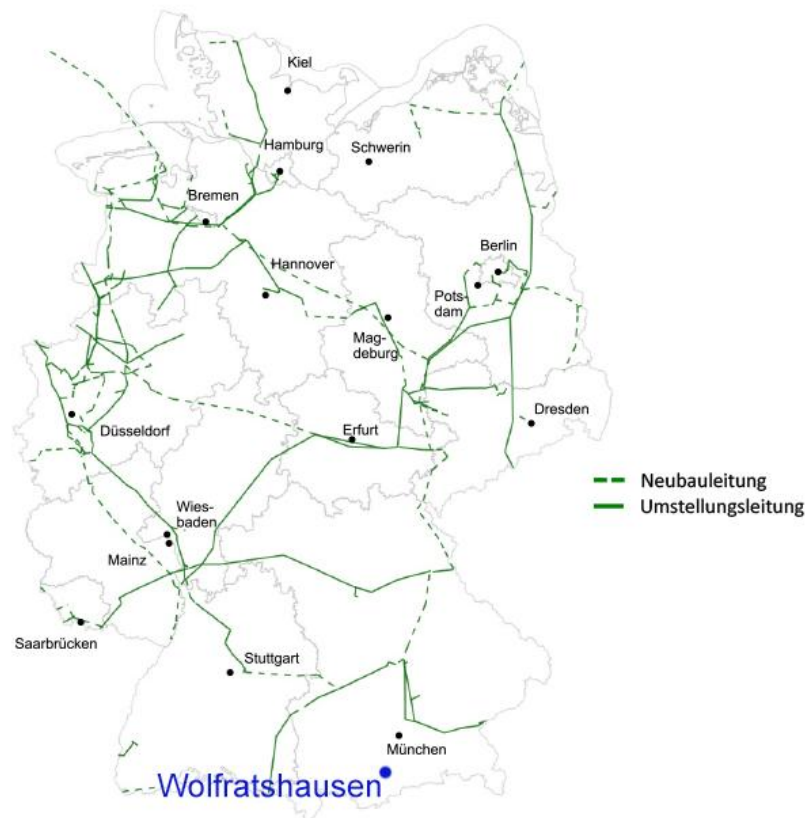 Kiel
Hamburg
Schwerin
Bremen
Hannover
Berlin
Pots-
dam
Mag-
deburg
Düsseldorf
Erfurt
Dresden
Neubauleitung
Umstellungsleitung
Wies-
baden
Mainz
Saarbrücken
Stuttgart
München
Wolfratshausen